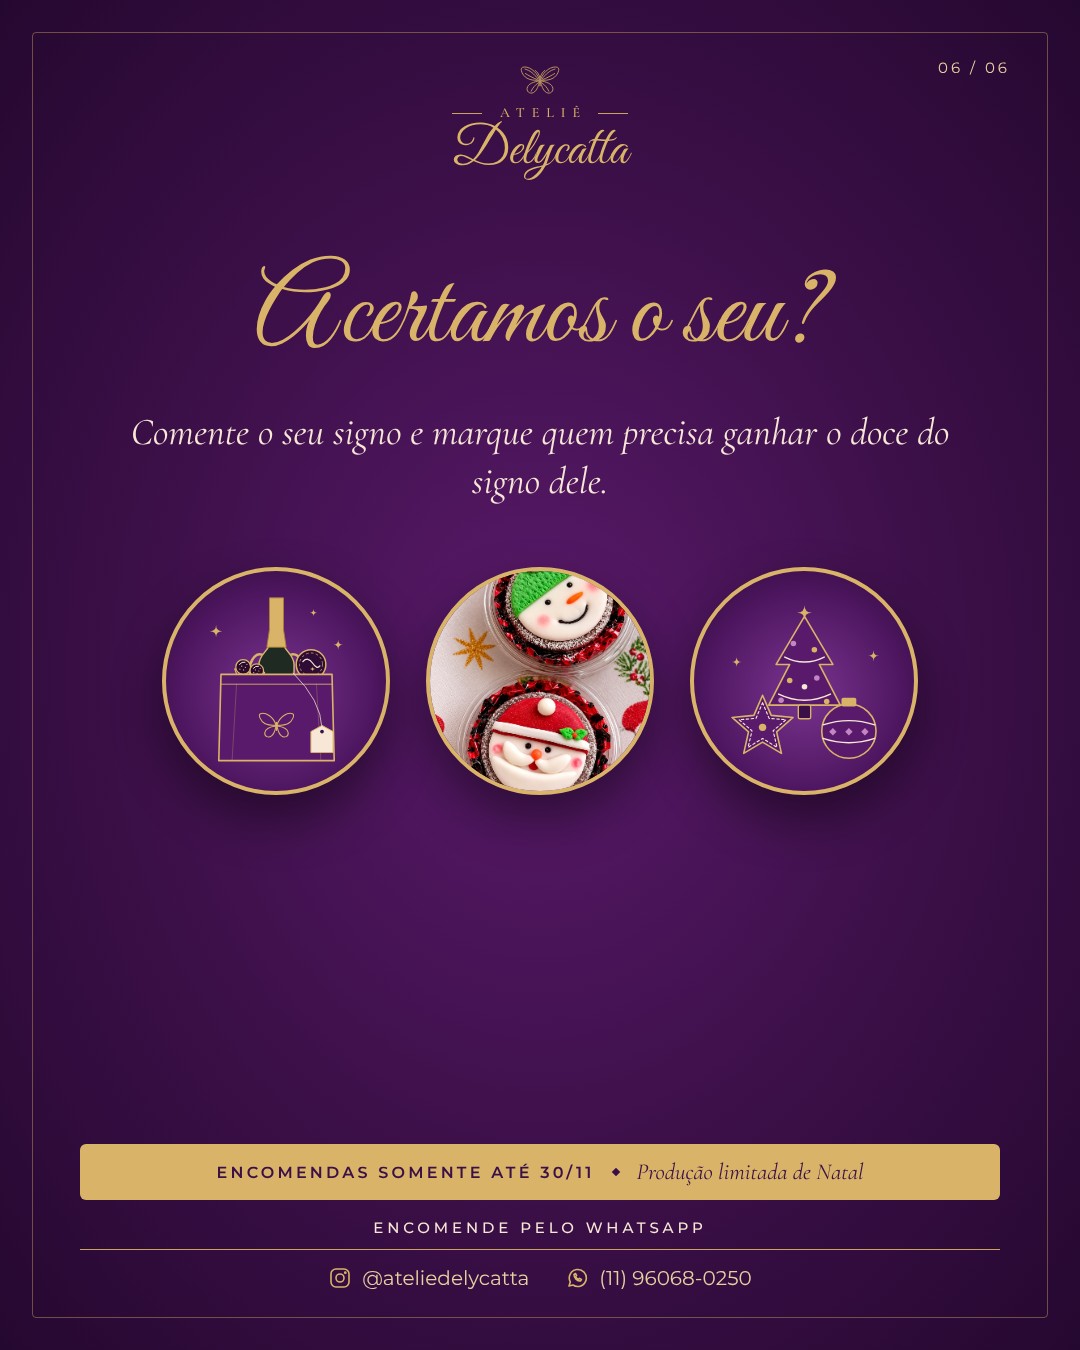 06 / 06
ATELIÊ
Delycatta
Acertamos o seu?
Comente o seu signo e marque quem precisa ganhar o doce do
signo dele.
ENCOMENDAS SOMENTE ATÉ 30/11 ◆ Produção limitada de Natal
ENCOMENDE PELO WHATSAPP
@ateliedelycatta (11) 96068-0250